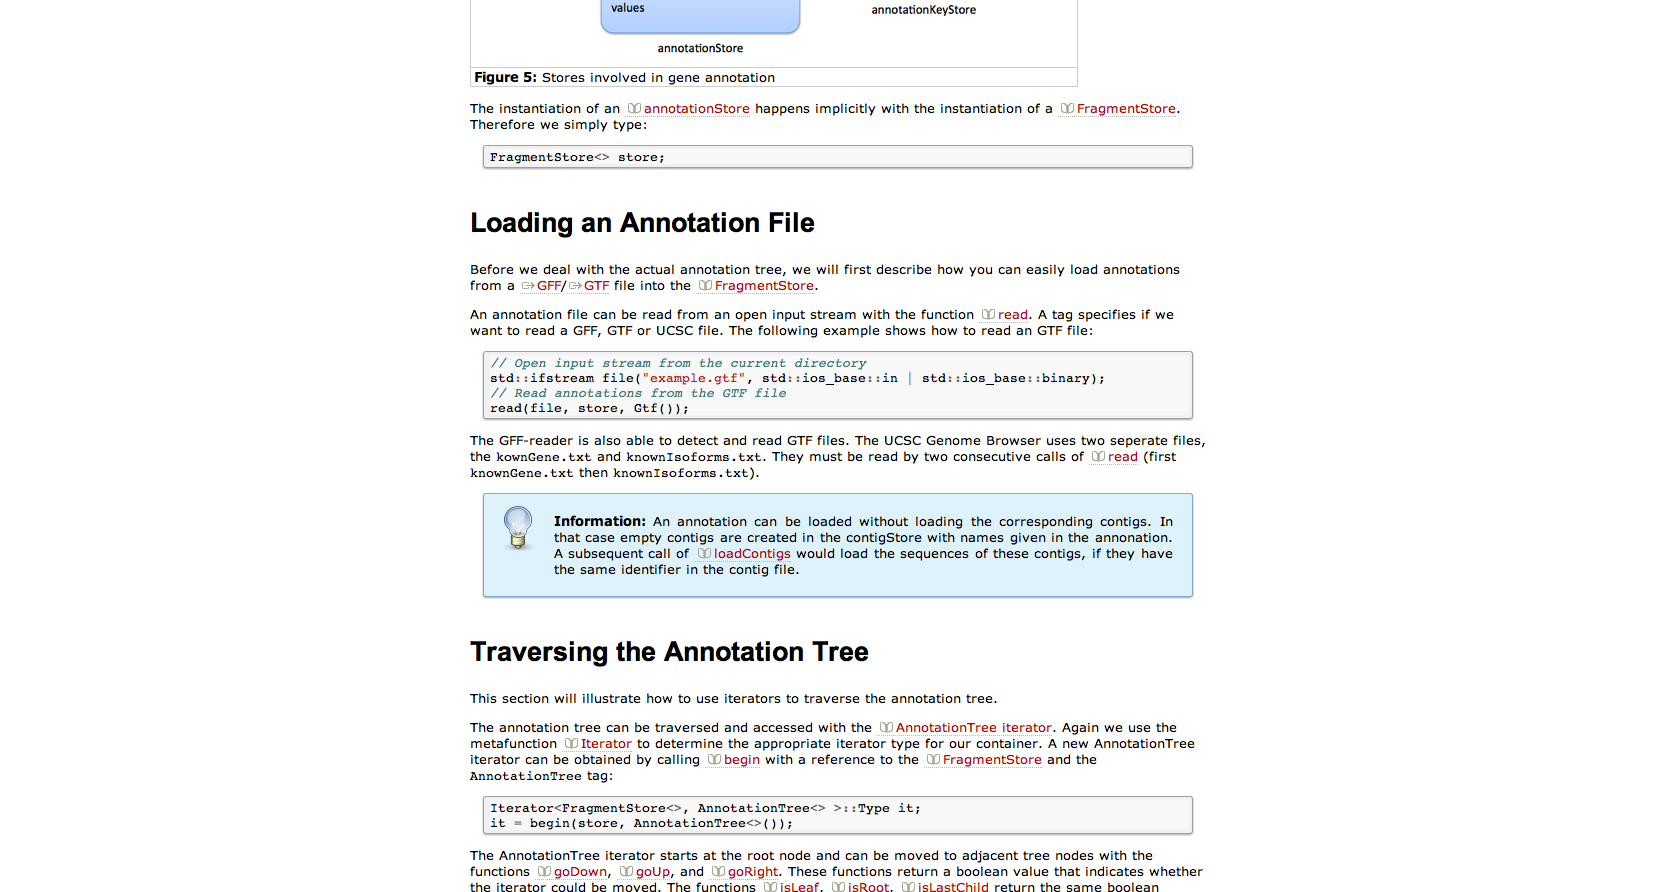 values
annotationKeyStore
annotationStore
Figure 5: Stores involved in gene annotation
The instantiation of an annotationStore happens implicitly with the instantiation of a FragmentStore.
Therefore we simply type:
FragmentStore<> store;
Loading an Annotation File
Before we deal with the actual annotation tree, we will first describe how you can easily load annotations
from a GFF/GTF file into the FragmentStore.
An annotation file can be read from an open input stream with the function read. A tag specifies if we
want to read a GFF, GTF or UCSC file. The following example shows how to read an GTF file:
// Open input stream from the current directory
std::ifstream file("example.gtf", std::ios_base::in | std::ios_base::binary);
// Read annotations from the GTF file
read(file, store, Gtf());
The GFF-reader is also able to detect and read GTF files. The UCSC Genome Browser uses two seperate files,
the kownGene.txt and knownIsoforms.txt. They must be read by two consecutive calls of read (first
knownGene.txt then knownIsoforms.txt).
Information: An annotation can be loaded without loading the corresponding contigs. In
that case empty contigs are created in the contigStore with names given in the annonation.
A subsequent call of loadContigs would load the sequences of these contigs, if they have
the same identifier in the contig file.
Traversing the Annotation Tree
This section will illustrate how to use iterators to traverse the annotation tree.
The annotation tree can be traversed and accessed with the AnnotationTree iterator. Again we use the
metafunction Iterator to determine the appropriate iterator type for our container. A new AnnotationTree
iterator can be obtained by calling begin with a reference to the FragmentStore and the
AnnotationTree tag:
Iterator<FragmentStore<>, AnnotationTree<> >::Type it;
it = begin(store, AnnotationTree<>());
The AnnotationTree iterator starts at the root node and can be moved to adjacent tree nodes with the
functions goDown, goUp, and goRight. These functions return a boolean value that indicates whether
the iterator could be moved. The functions isLeaf, isRoot, isLastChild return the same boolean